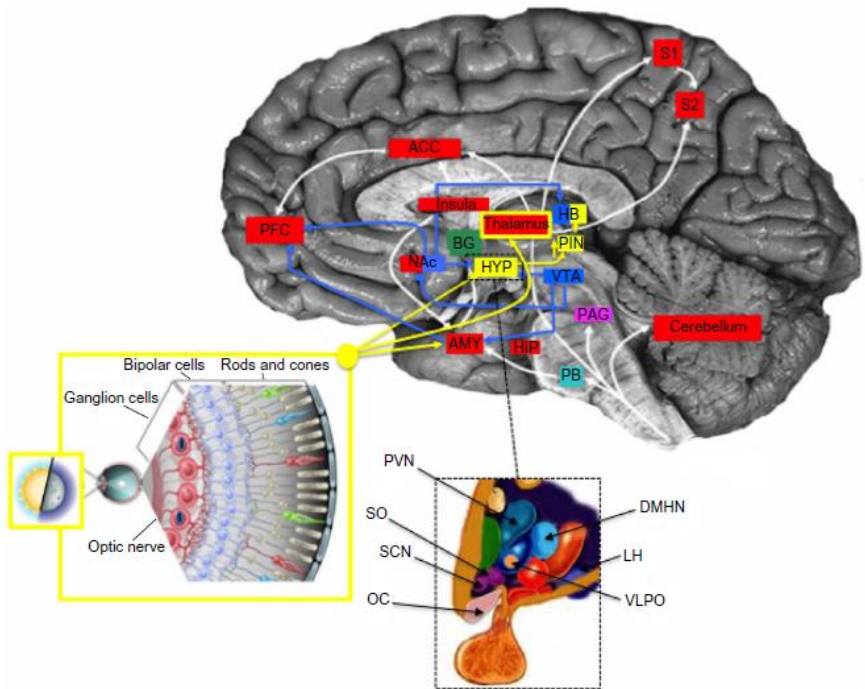 S1
S2
ACC
Insula
HB
PFC
Thalamus
BG
PIN
NAc
HYP
VTA
PAG
Cerebellum
AMY
HIP
PB
Bipolar cells
Rods and cones
Ganglion cells
Optic nerve
PVN
DMHN
SO
SCN
LH
OC
VLPO